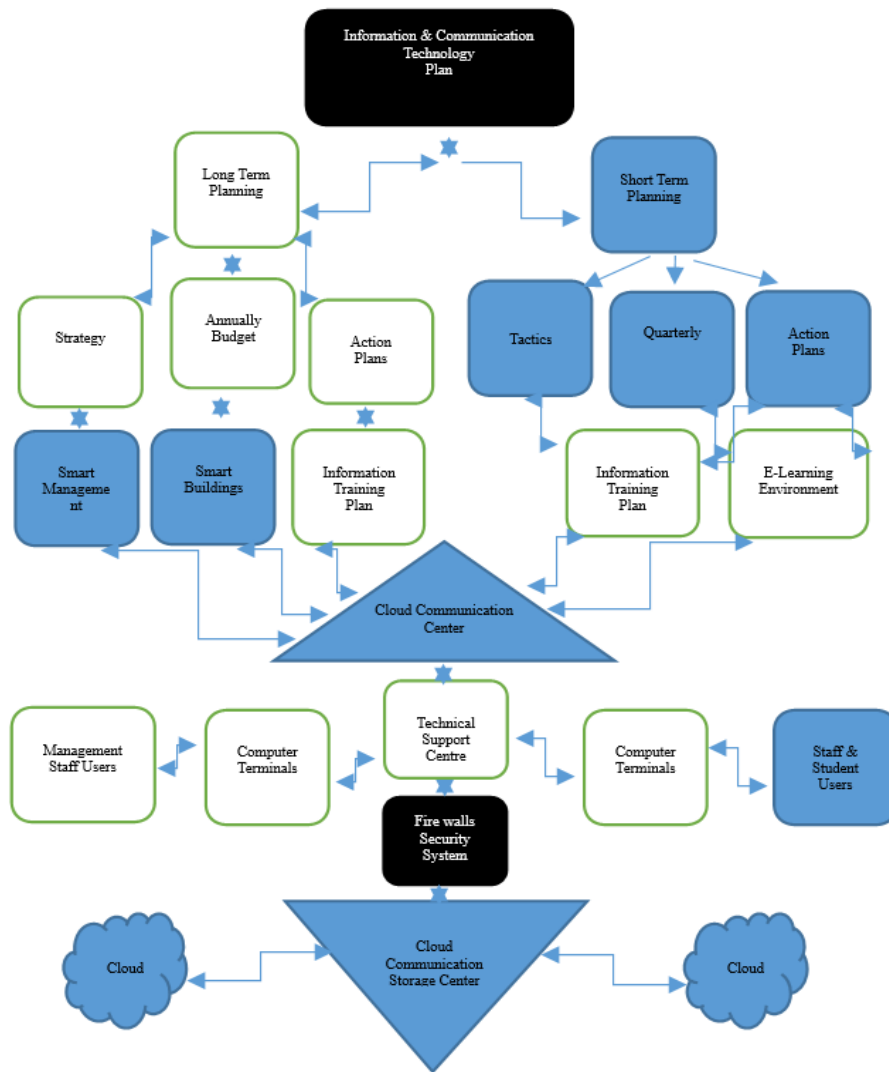 Information & Communication
Technology
Plan
Long Term
Planning
Short Term
Planning
Strategy
Annually
Budget
Action
Plans
Tactics
Quarterly
Action
Plans
Smart
Manageme
nt
Smart
Buildings
Information
Training
Plan
Information
Training
Plan
E-Learning
Environment
Cloud Communication
Center
Management
Staff Users
Computer
Terminals
Technical
Support
Centre
Computer
Terminals
Staff &
Student
Users
Fire walls
Security
System
Cloud
Cloud
Communication
Storage Center
Cloud